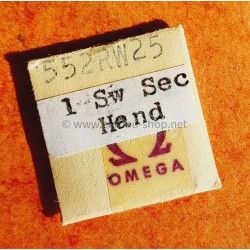 552RW25
1 Sw Sec
Hand
Ω
OMEGA